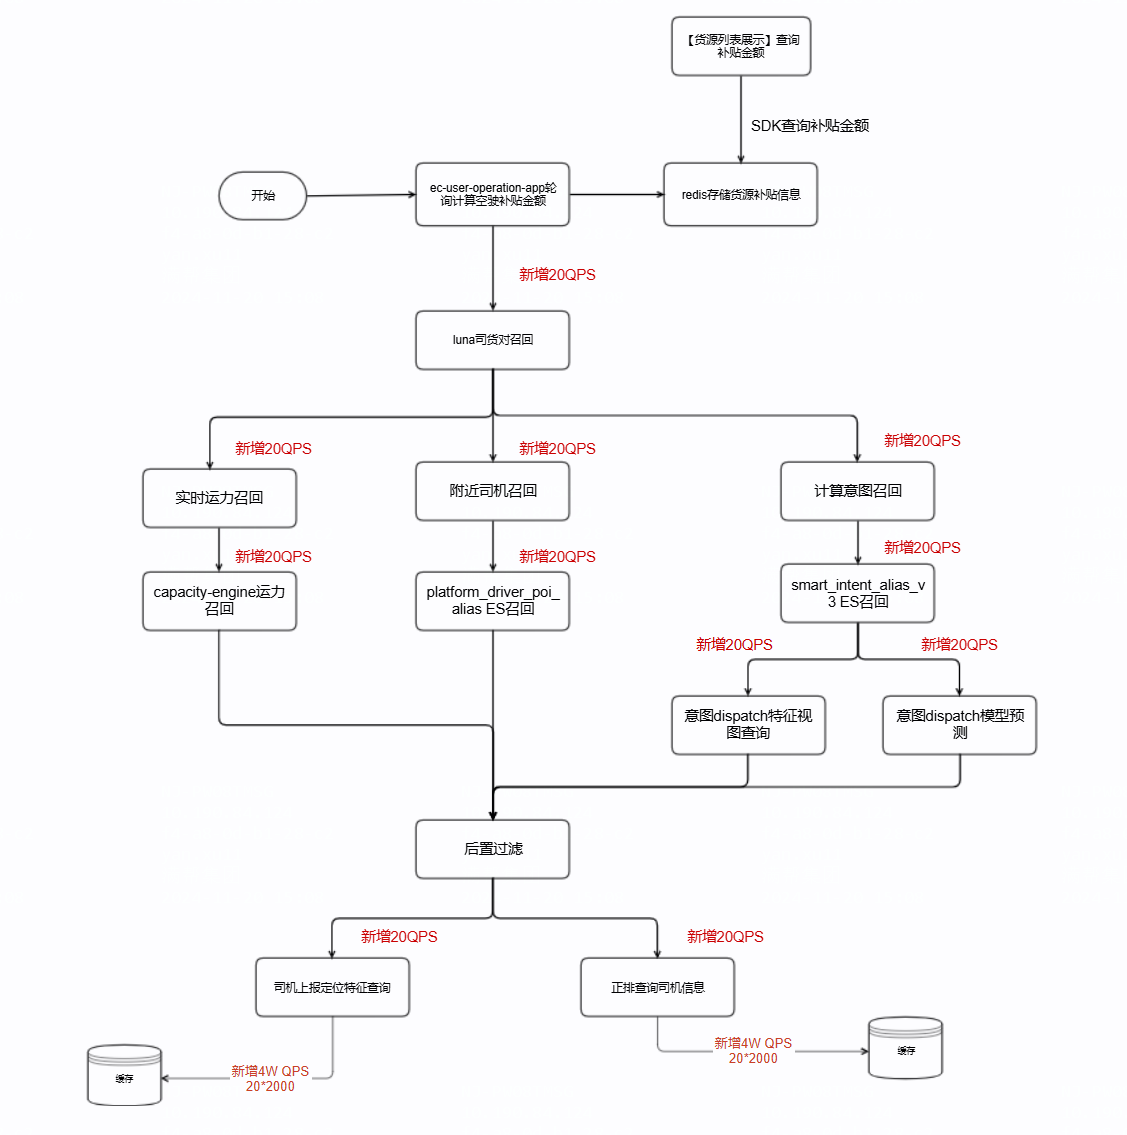 【货源列表展示】查询
补贴金额
SDK查询补贴金额
开始
ec-user-operation-app轮
询计算空驶补贴金额
redis存储货源补贴信息
新增20QPS
luna司货对召回
新增20QPS
新增20QPS
新增20QPS
实时运力召回
附近司机召回
计算意图召回
新增20QPS
新增20QPS
新增20QPS
capacity-engine运力
召回
platform_driver_poi_
alias ES召回
smart_intent_alias_v
3 ES召回
新增20QPS
新增20QPS
意图dispatch特征视
图查询
意图dispatch模型预
测
后置过滤
新增20QPS
新增20QPS
司机上报定位特征查询
正排查询司机信息
新增4W QPS
20*2000
缓存
新增4W QPS
20*2000
缓存